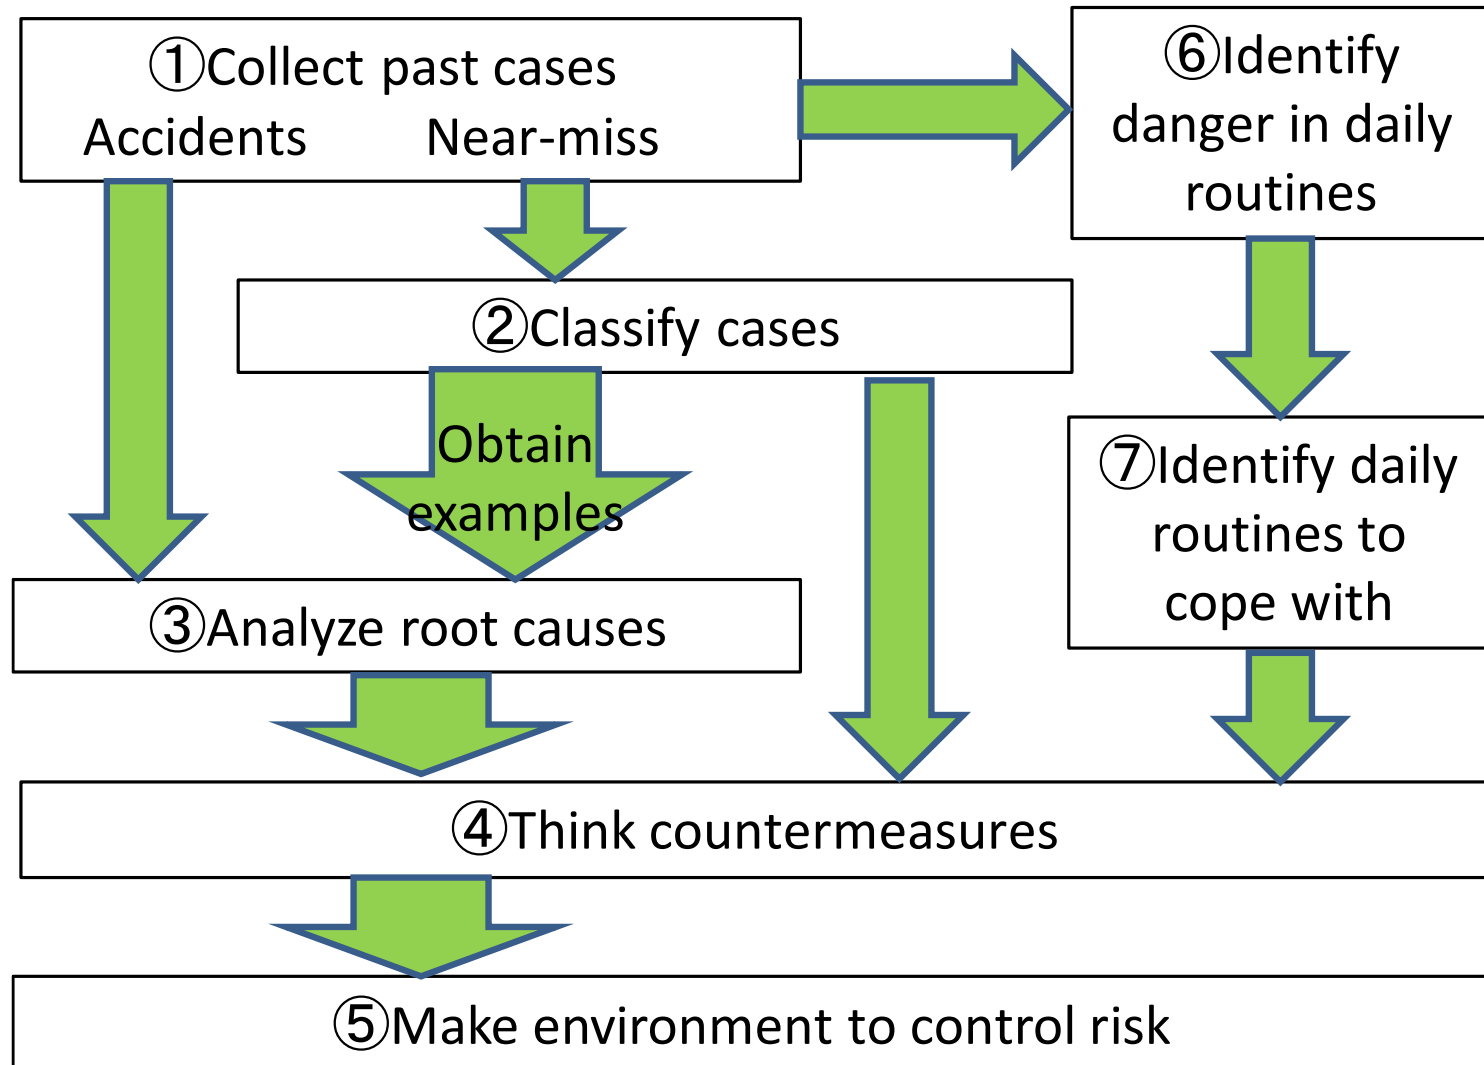 ①Collect past cases
Accidents Near-miss
⑥Identify
danger in daily
routines
②Classify cases
Obtain
examples
⑦Identify daily
routines to
cope with
③Analyze root causes
④Think countermeasures
⑤Make environment to control risk